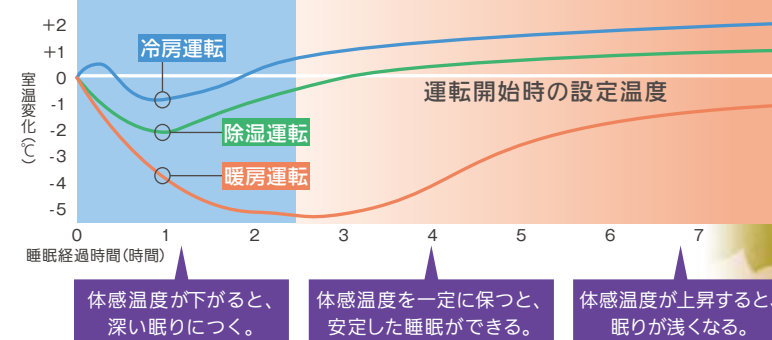 +2
+1
0
-1
-2
-3
-4
-5
室温変化(℃)
冷房運転
除湿運転
暖房運転
運転開始時の設定温度
0 1 2 3 4 5 6 7
睡眠経過時間(時間)
体感温度が下がると、
深い眠りにつく。
体感温度を一定に保つと、
安定した睡眠ができる。
体感温度が上昇すると、
眠りが浅くなる。